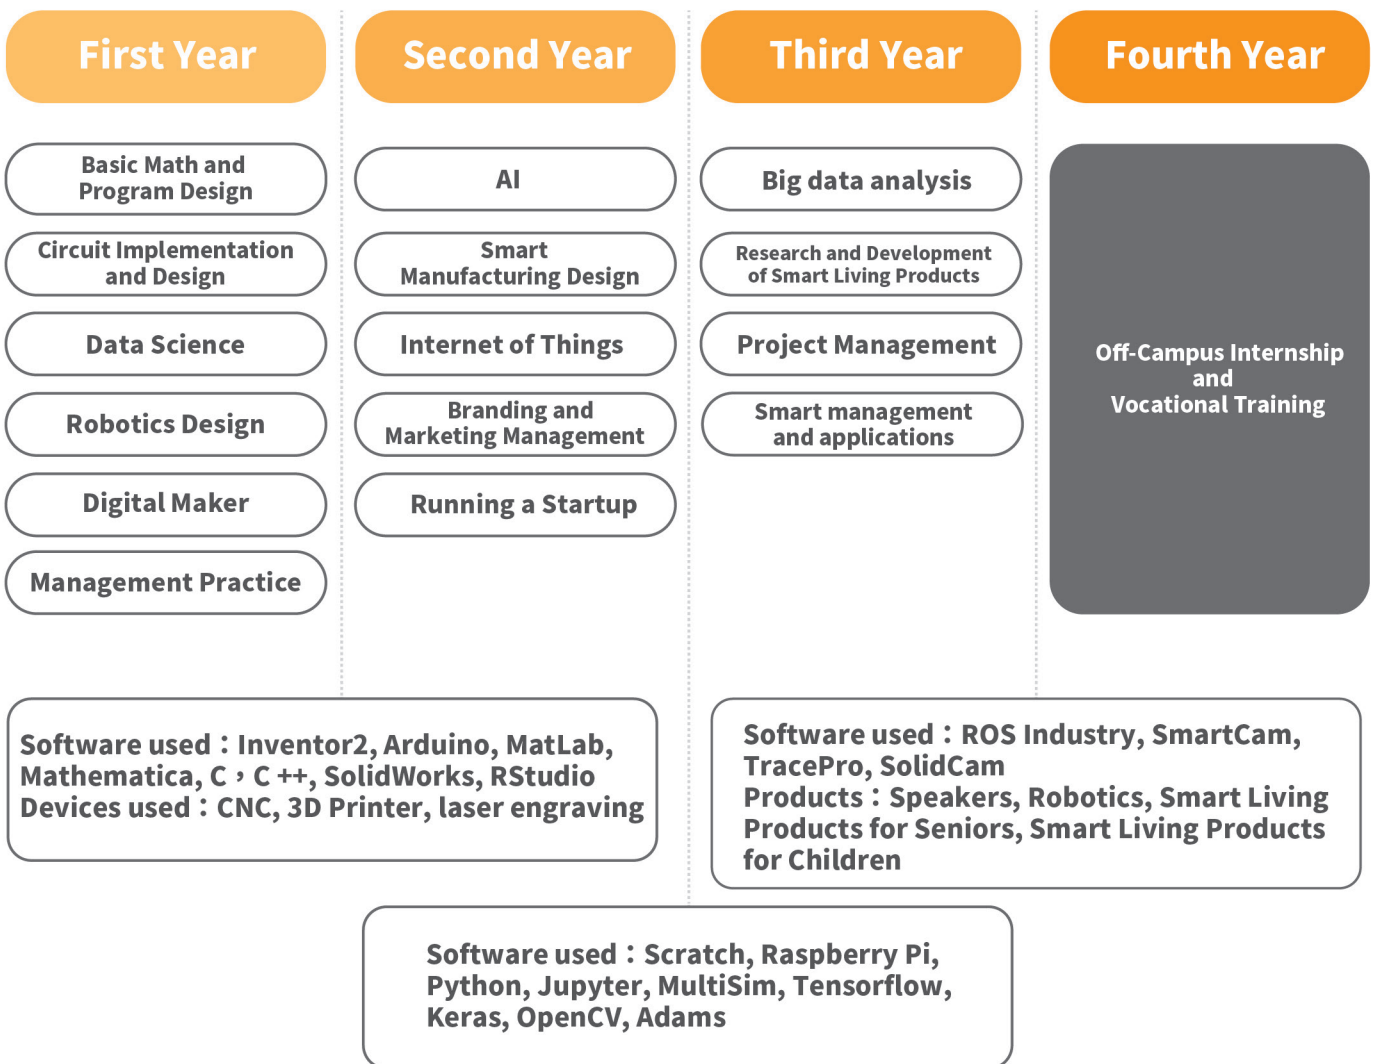 First Year
Second Year
Third Year
Fourth Year
Basic Math and
Program Design
Circuit Implementation
and Design
Data Science
Robotics Design
Digital Maker
Management Practice
AI
Smart
Manufacturing Design
Internet of Things
Branding and
Marketing Management
Running a Startup
Big data analysis
Research and Development
of Smart Living Products
Project Management
Smart management
and applications
Off-Campus Internship
and
Vocational Training
Software used：Inventor2, Arduino, MatLab,
Mathematica, C，C ++, SolidWorks, RStudio
Devices used：CNC, 3D Printer, laser engraving
Software used：ROS Industry, SmartCam,
TracePro, SolidCam
Products：Speakers, Robotics, Smart Living
Products for Seniors, Smart Living Products
for Children
Software used：Scratch, Raspberry Pi,
Python, Jupyter, MultiSim, Tensorflow,
Keras, OpenCV, Adams